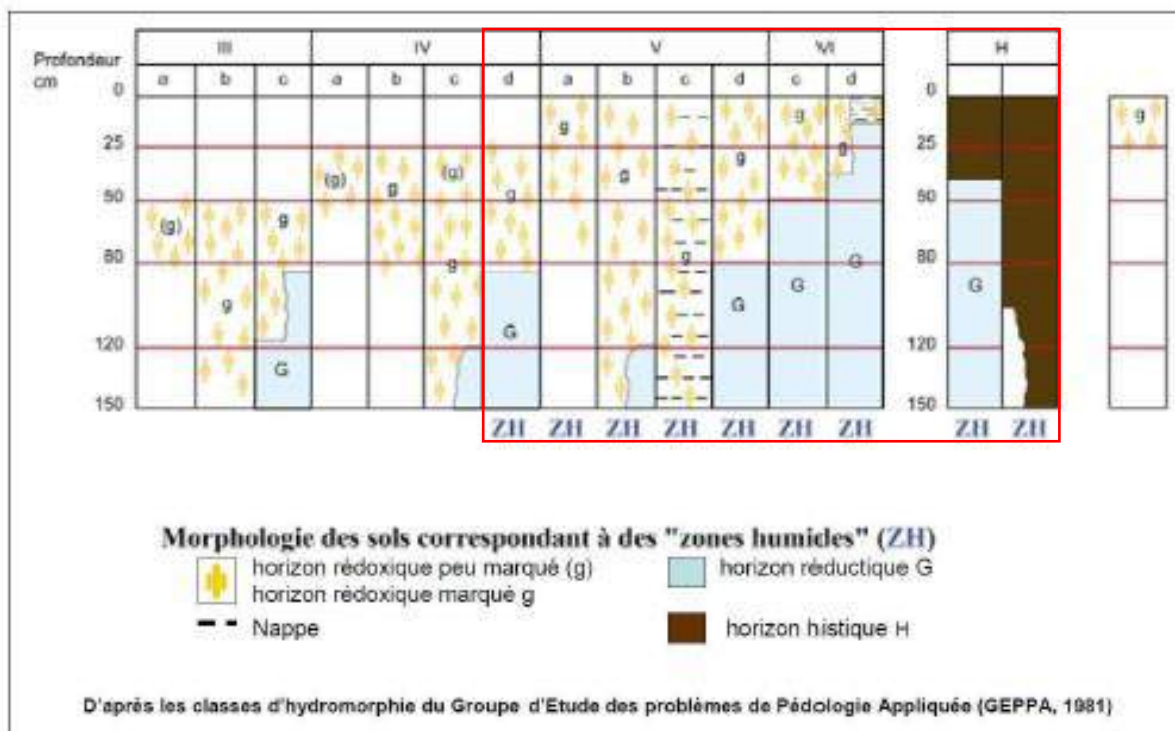 III IV V VI H
Profondeur
cm
a b c a b c d a b c d c d
0 0
g g g
25 25
(g) g (g) g g g g
50 50
(g) g g
80 80
g g g G
g G G G G
120 120
G
150 150
ZH ZH ZH ZH ZH ZH ZH ZH ZH
Morphologie des sols correspondant à des "zones humides" (ZH)
horizon rédoxique peu marqué (g) horizon réductique G
horizon rédoxique marqué g
Nappe horizon histique H
D'après les classes d'hydromorphie du Groupe d'Etude des problèmes de Pédologie Appliquée (GEPPA, 1981)